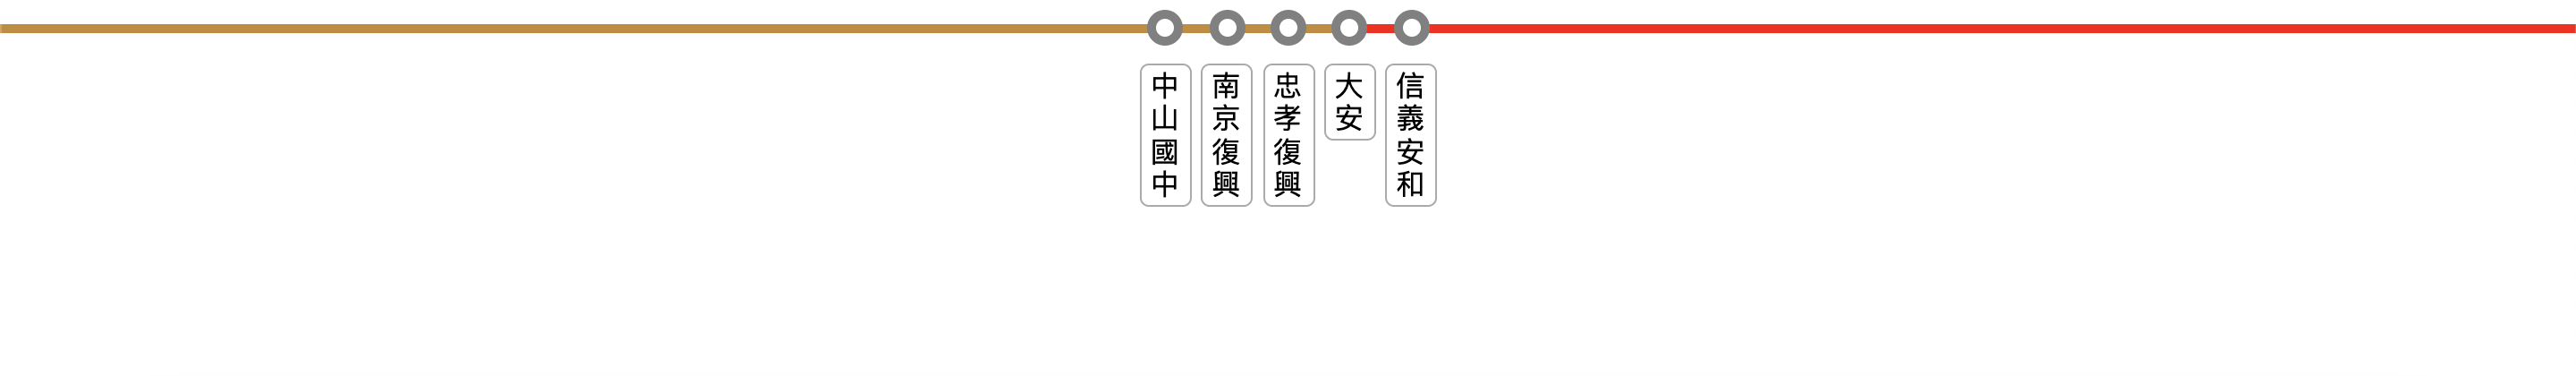 中山國中
南京復興
忠孝復興
大安
信義安和